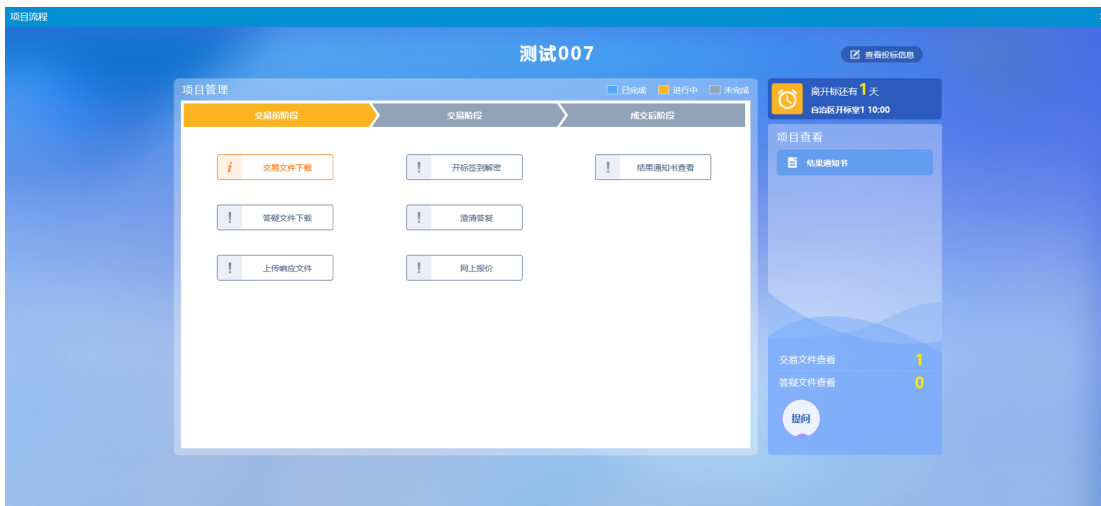 项目流程
测试007
查看投标信息
项目管理
已完成 进行中 未完成
交易前阶段 交易阶段 成交后阶段
交易文件下载 开标签到解密 结果通知书查看
答疑文件下载 澄清答复
上传响应文件 网上报价
离开标还有1天
自治区开标室1 10:00
项目查看
结果通知书
交易文件查看 1
答疑文件查看 0
提问